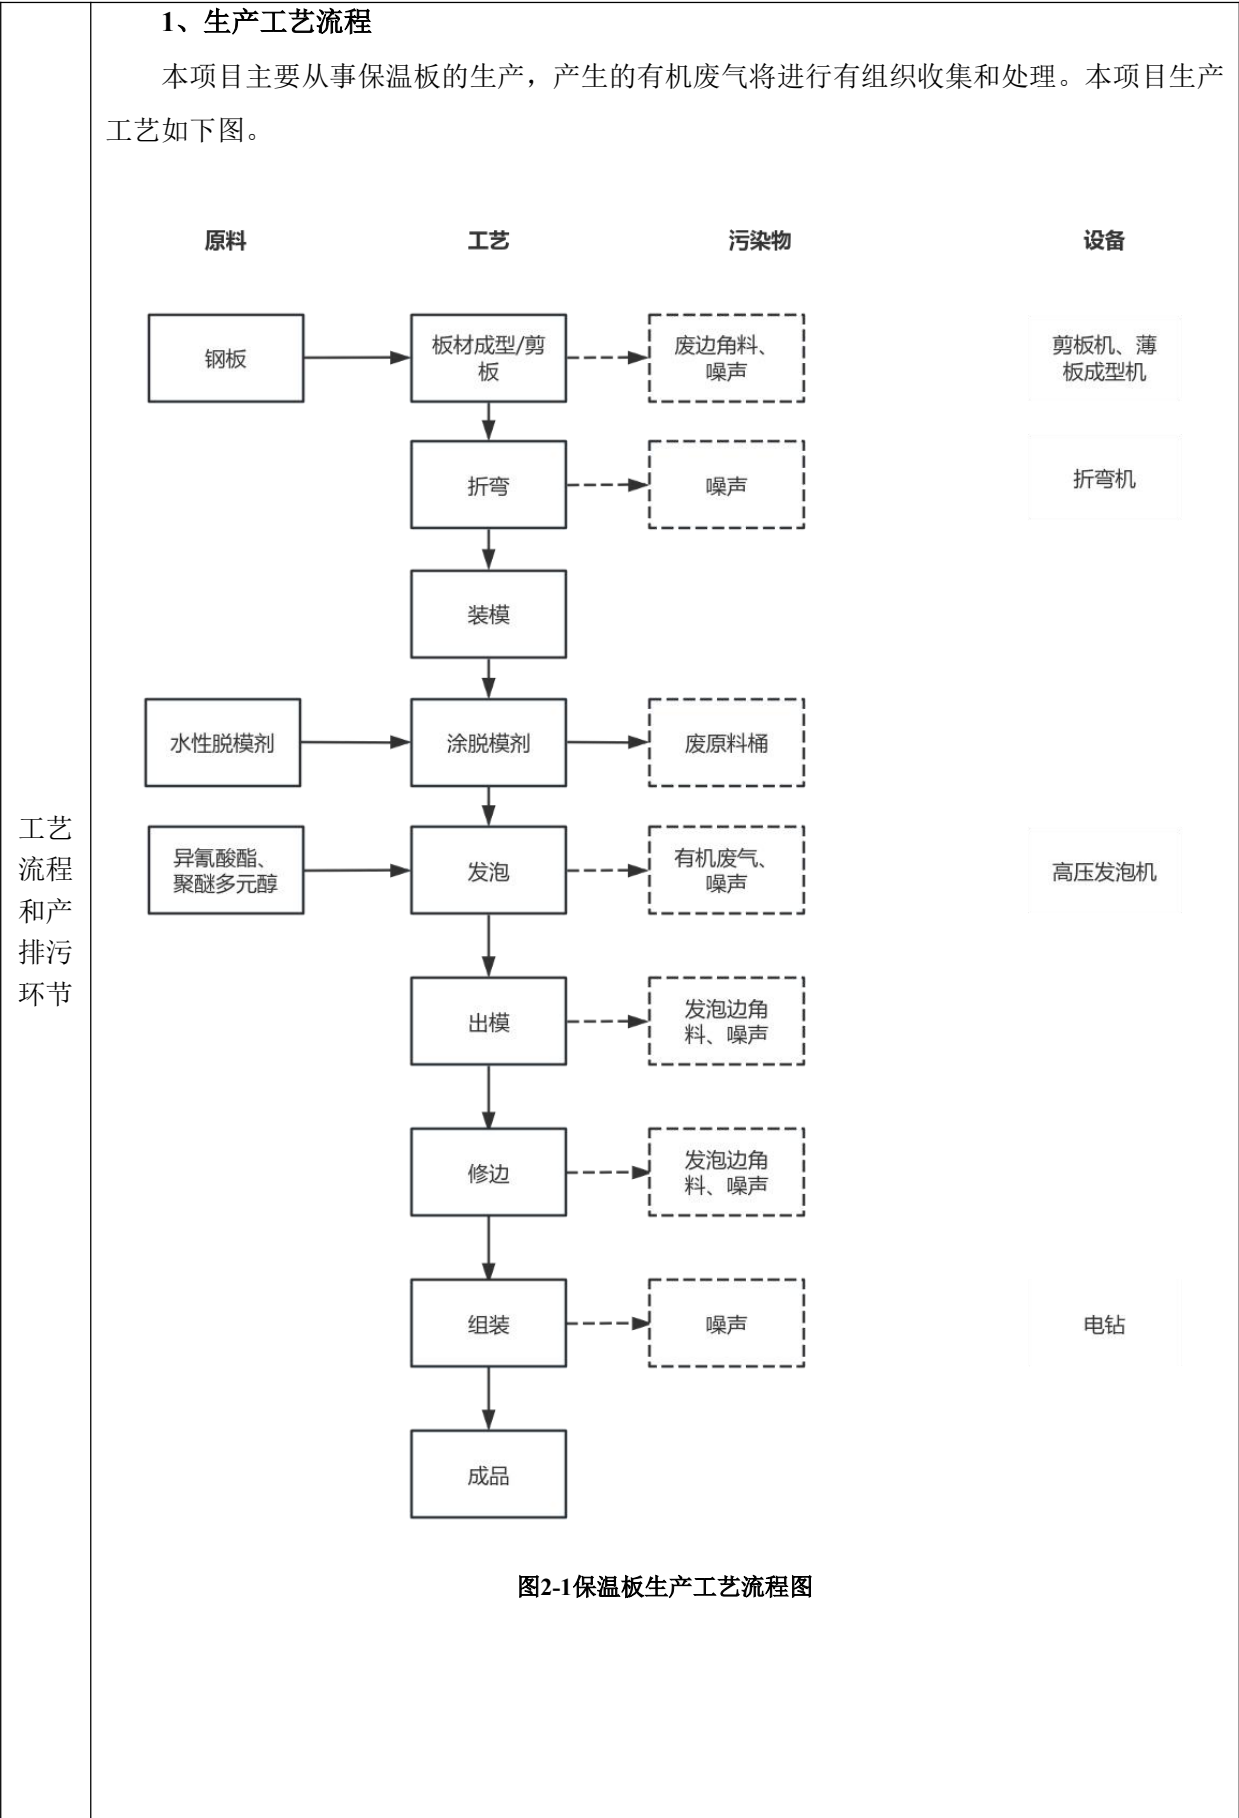 1、生产工艺流程
本项目主要从事保温板的生产，产生的有机废气将进行有组织收集和处理。本项目生产
工艺如下图。
原料
工艺
污染物
设备
钢板
板材成型/剪
板
废边角料、
噪声
剪板机、薄
板成型机
折弯
噪声
折弯机
装模
水性脱模剂
涂脱模剂
废原料桶
异氰酸酯、
聚醚多元醇
发泡
有机废气、
噪声
高压发泡机
出模
发泡边角
料、噪声
修边
发泡边角
料、噪声
组装
噪声
电钻
成品
图2-1保温板生产工艺流程图
工艺
流程
和产
排污
环节